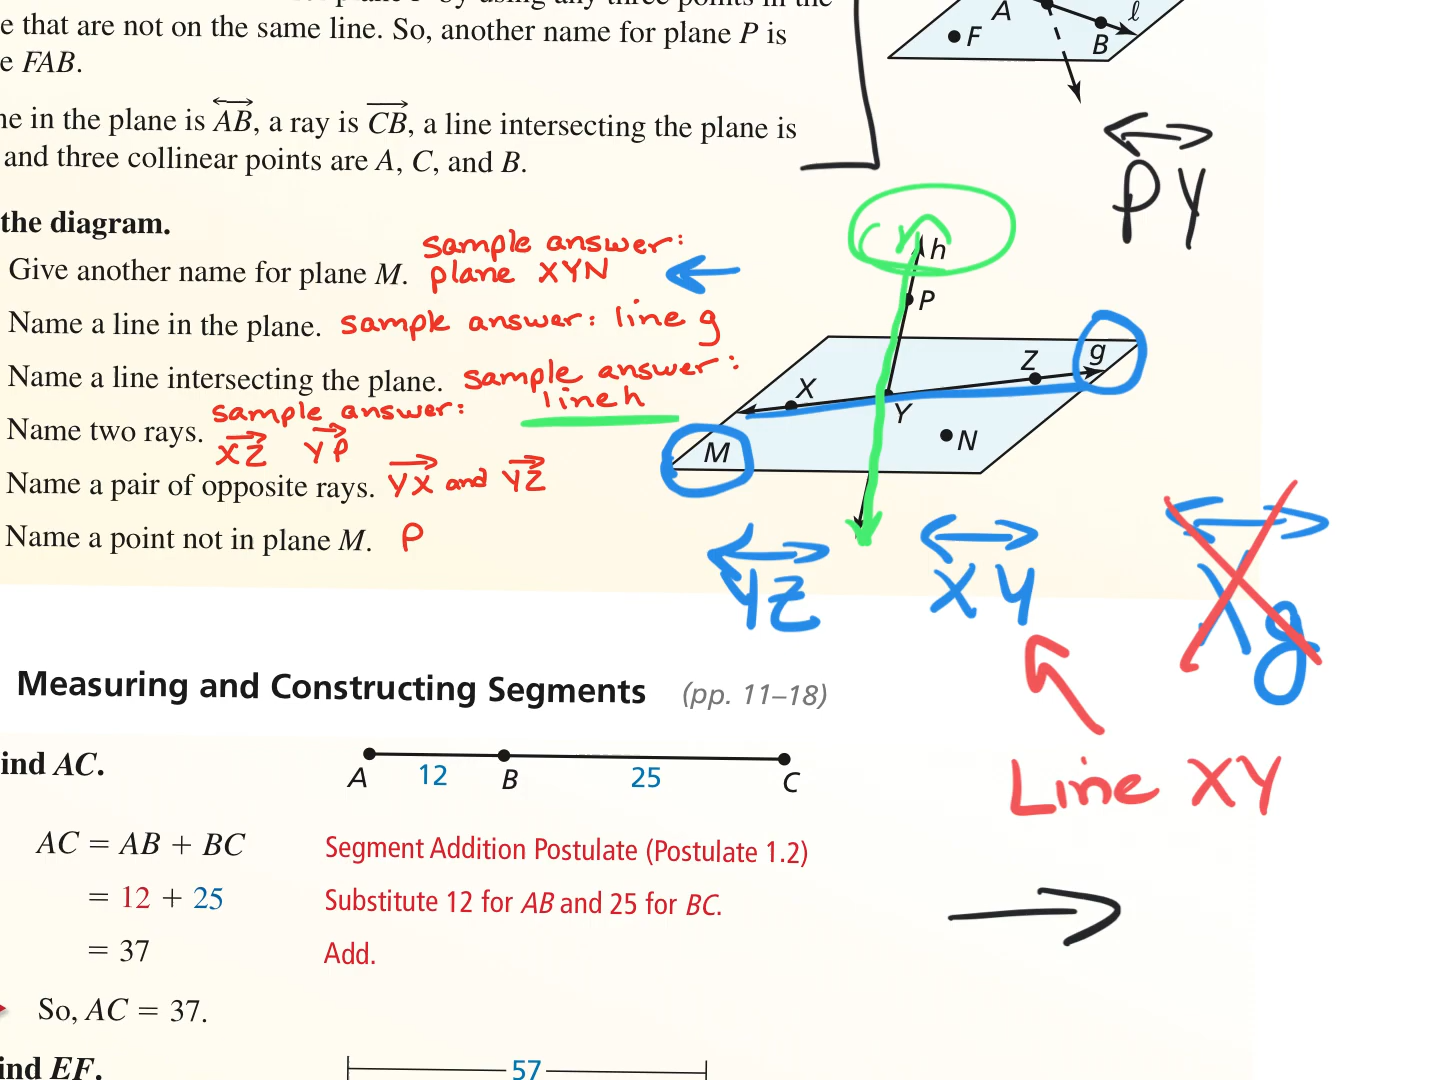 e that are not on the same line. So, another name for plane P is
e FAB.
A
ℓ
F
B
ne in the plane is AB, a ray is CB, a line intersecting the plane is
and three collinear points are A, C, and B.
PY
the diagram.
sample answer:
Give another name for plane M. plane XYN
h
P
Name a line in the plane. sample answer: line g
g
Z
Name a line intersecting the plane. sample answer:
line h
X
Y
sample answer:
Name two rays. XZ YP
M
N
Name a pair of opposite rays. YX and YZ
Name a point not in plane M. P
YZ
XY
Xg
Line XY
Measuring and Constructing Segments (pp. 11–18)
ind AC.
A 12 B 25 C
AC = AB + BC Segment Addition Postulate (Postulate 1.2)
= 12 + 25 Substitute 12 for AB and 25 for BC.
= 37 Add.
So, AC = 37.
ind EF.
57